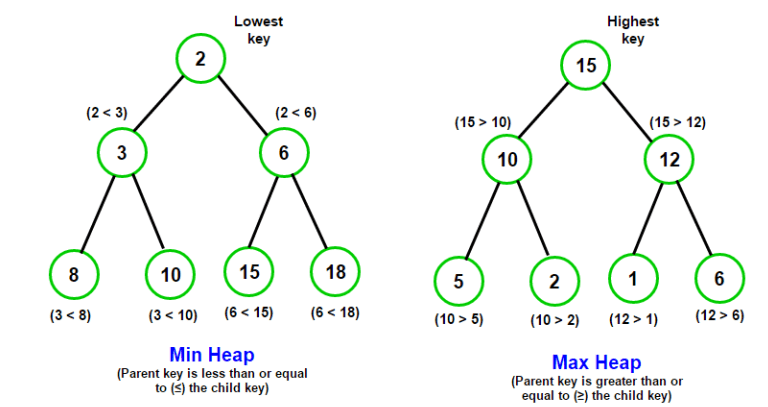 Lowest
key
2
(2 < 3)
(2 < 6)
3
6
8
10
15
18
(3 < 8)
(3 < 10)
(6 < 15)
(6 < 18)
Min Heap
(Parent key is less than or equal
to (≤) the child key)
Highest
key
15
(15 > 10)
(15 > 12)
10
12
5
2
1
6
(10 > 5)
(10 > 2)
(12 > 1)
(12 > 6)
Max Heap
(Parent key is greater than or
equal to (≥) the child key)